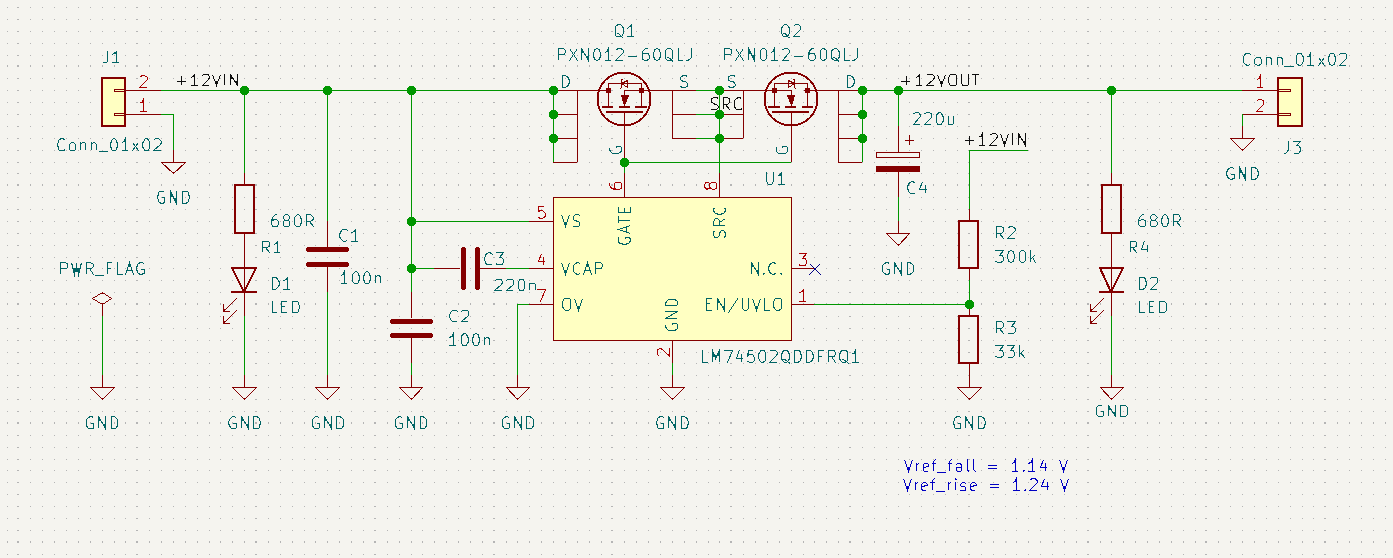 J1
2
1
Conn_01x02
+12VIN
GND
PWR_FLAG
GND
680R
R1
D1
LED
GND
C1
100n
GND
C2
100n
GND
C3
220n
GND
Q1
PXN012-60QLJ
D
S
G
Q2
PXN012-60QLJ
S
D
G
SRC
U1
6
GATE
8
SRC
5
VS
4
VCAP
7
OV
3
N.C.
1
EN/UVLO
GND
2
LM74502QDDFRQ1
GND
+12VOUT
220u
+
C4
GND
+12VIN
R2
300k
R3
33k
GND
680R
R4
D2
LED
GND
Conn_01x02
1
2
J3
GND
Vref_fall = 1.14 V
Vref_rise = 1.24 V